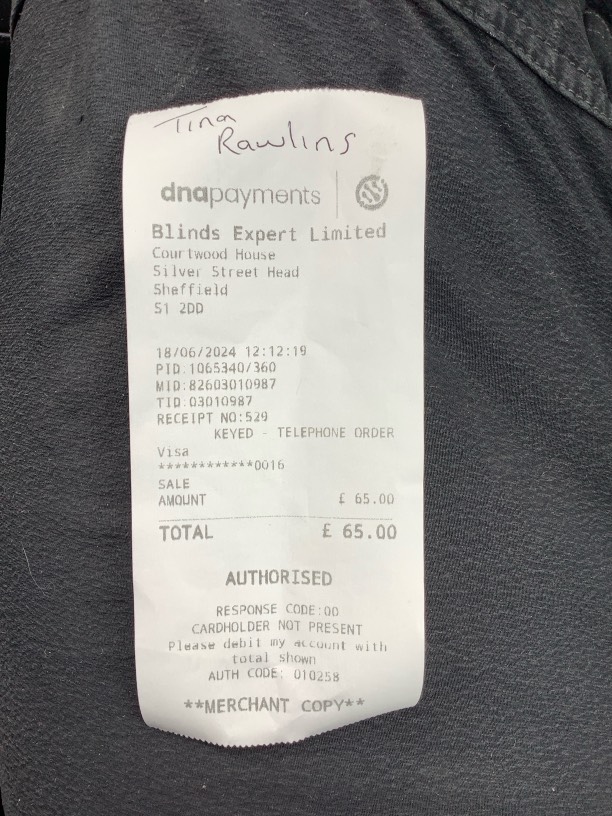 Tina
Rawlins
dnapayments
Blinds Expert Limited
Courtwood House
Silver Street Head
Sheffield
S1 2DD
18/06/2024 12:12:19
PID:1065340/360
MID:82603010987
TID:03010987
RECEIPT NO:529
KEYED - TELEPHONE ORDER
Visa
************0016
SALE
AMOUNT £ 65.00
TOTAL £ 65.00
AUTHORISED
RESPONSE CODE:00
CARDHOLDER NOT PRESENT
Please debit my account with
total shown
AUTH CODE: 010258
**MERCHANT COPY**